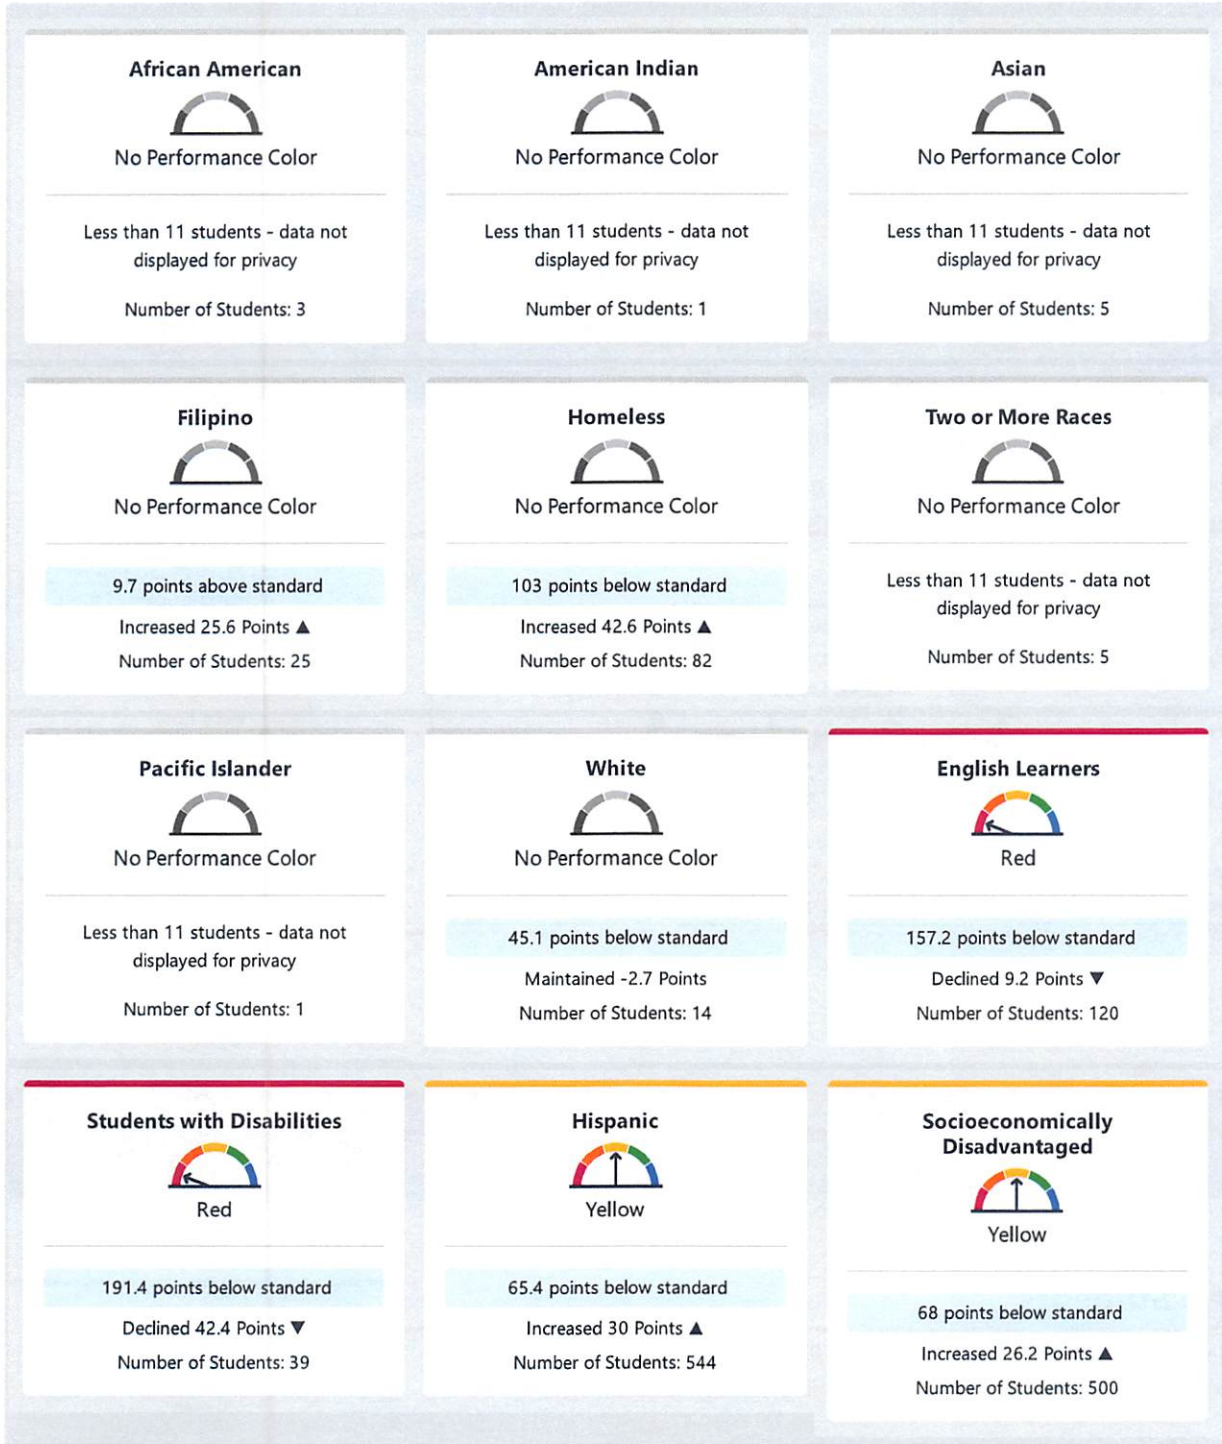 African American
No Performance Color
Less than 11 students - data not
displayed for privacy
Number of Students: 3
American Indian
No Performance Color
Less than 11 students - data not
displayed for privacy
Number of Students: 1
Asian
No Performance Color
Less than 11 students - data not
displayed for privacy
Number of Students: 5
Filipino
No Performance Color
9.7 points above standard
Increased 25.6 Points ▲
Number of Students: 25
Homeless
No Performance Color
103 points below standard
Increased 42.6 Points ▲
Number of Students: 82
Two or More Races
No Performance Color
Less than 11 students - data not
displayed for privacy
Number of Students: 5
Pacific Islander
No Performance Color
Less than 11 students - data not
displayed for privacy
Number of Students: 1
White
No Performance Color
45.1 points below standard
Maintained -2.7 Points
Number of Students: 14
English Learners
Red
157.2 points below standard
Declined 9.2 Points ▼
Number of Students: 120
Students with Disabilities
Red
191.4 points below standard
Declined 42.4 Points ▼
Number of Students: 39
Hispanic
Yellow
65.4 points below standard
Increased 30 Points ▲
Number of Students: 544
Socioeconomically
Disadvantaged
Yellow
68 points below standard
Increased 26.2 Points ▲
Number of Students: 500